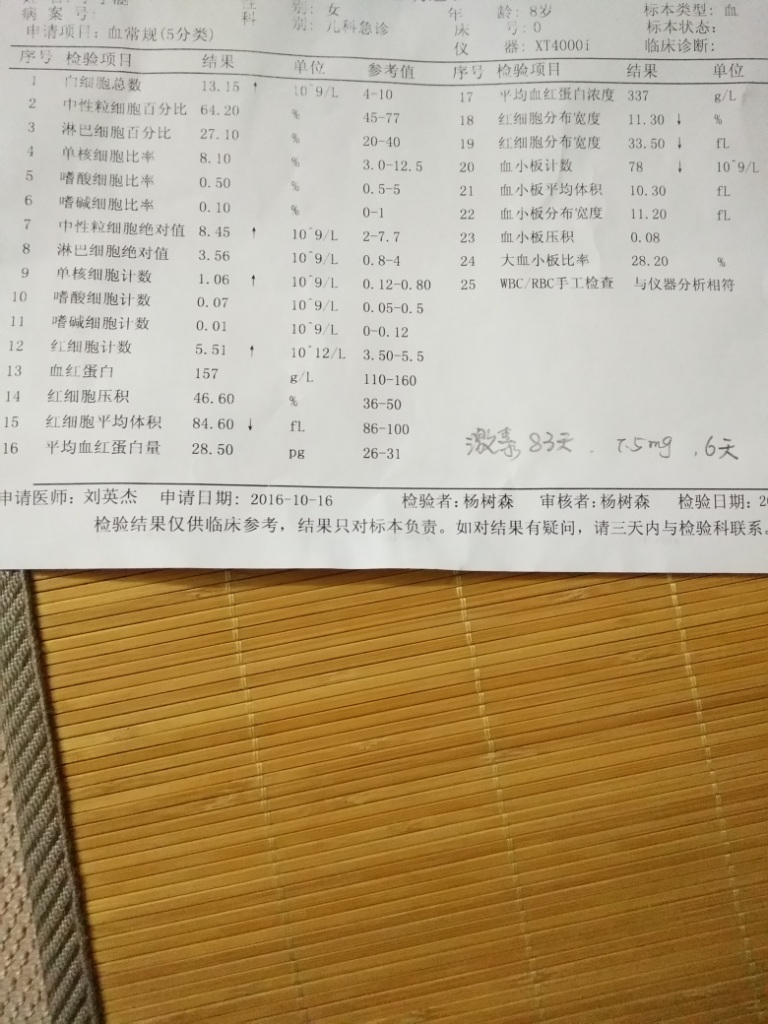 病 案 号: 科 别: 儿科急诊 床 号: 0 标本状态:
别: 女 年 龄: 8岁 标本类型: 血
申请项目: 血常规(5分类) 仪 器: XT4000i 临床诊断:
序号 检验项目 结果 单位 参考值 序号 检验项目 结果 单位
1 白细胞总数 13.15 ↑ 10^9/L 4-10 17 平均血红蛋白浓度 337 g/L
2 中性粒细胞百分比 64.20 % 45-77 18 红细胞分布宽度 11.30 ↓ %
3 淋巴细胞百分比 27.10 % 20-40 19 红细胞分布宽度 33.50 ↓ fL
4 单核细胞比率 8.10 % 3.0-12.5 20 血小板计数 78 ↓ 10^9/L
5 嗜酸细胞比率 0.50 % 0.5-5 21 血小板平均体积 10.30 fL
6 嗜碱细胞比率 0.10 % 0-1 22 血小板分布宽度 11.20 fL
7 中性粒细胞绝对值 8.45 ↑ 10^9/L 2-7.7 23 血小板压积 0.08
8 淋巴细胞绝对值 3.56 10^9/L 0.8-4 24 大血小板比率 28.20 %
9 单核细胞计数 1.06 ↑ 10^9/L 0.12-0.80 25 WBC/RBC手工检查 与仪器分析相符
10 嗜酸细胞计数 0.07 10^9/L 0.05-0.5
11 嗜碱细胞计数 0.01 10^9/L 0-0.12
12 红细胞计数 5.51 ↑ 10^12/L 3.50-5.5
13 血红蛋白 157 g/L 110-160
14 红细胞压积 46.60 % 36-50
15 红细胞平均体积 84.60 ↓ fL 86-100
16 平均血红蛋白量 28.50 pg 26-31
激素83天. 7.5mg ,6天
申请医师: 刘英杰 申请日期: 2016-10-16 检验者: 杨树森 审核者: 杨树森 检验日期: 20
检验结果仅供临床参考，结果只对标本负责。如对结果有疑问，请三天内与检验科联系。